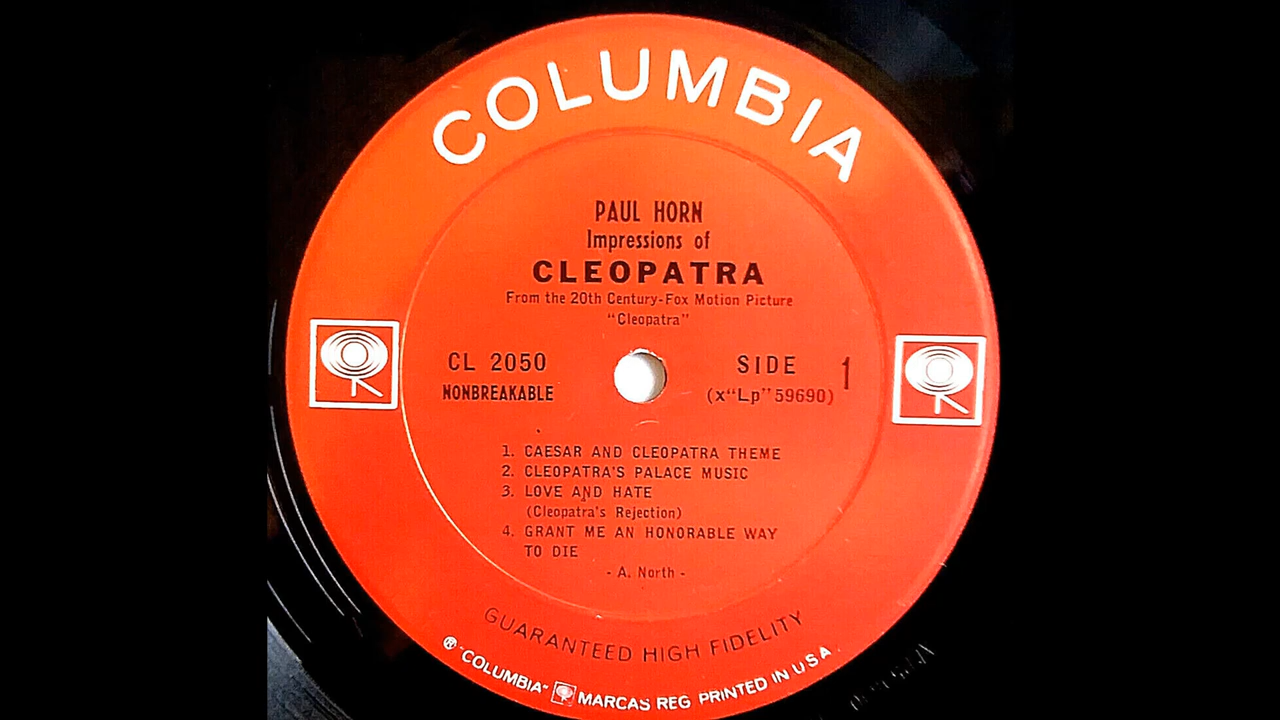 COLUMBIA
PAUL HORN
Impressions of
CLEOPATRA
From the 20th Century-Fox Motion Picture
"Cleopatra"
CL 2050
NONBREAKABLE
SIDE 1
(x"Lp"59690)
1. CAESAR AND CLEOPATRA THEME
2. CLEOPATRA'S PALACE MUSIC
3. LOVE AND HATE
(Cleopatra's Rejection)
4. GRANT ME AN HONORABLE WAY
TO DIE
- A. North -
GUARANTEED HIGH FIDELITY
® "COLUMBIA" MARCAS REG PRINTED IN U S A